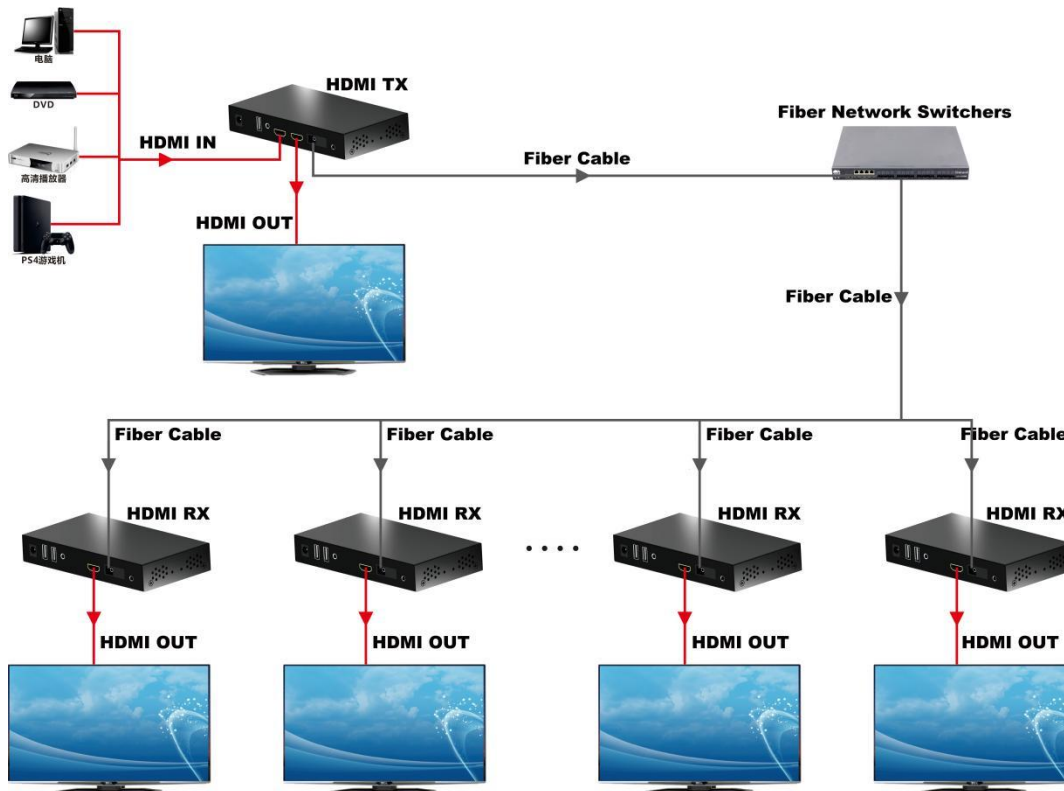 电脑
HDMI TX
DVD
Fiber Network Switchers
HDMI IN
Fiber Cable
高清播放器
HDMI OUT
PS4游戏机
Fiber Cable
Fiber Cable
Fiber Cable
Fiber Cable
Fiber Cable
HDMI RX
HDMI RX
HDMI RX
HDMI RX
....
HDMI OUT
HDMI OUT
HDMI OUT
HDMI OUT